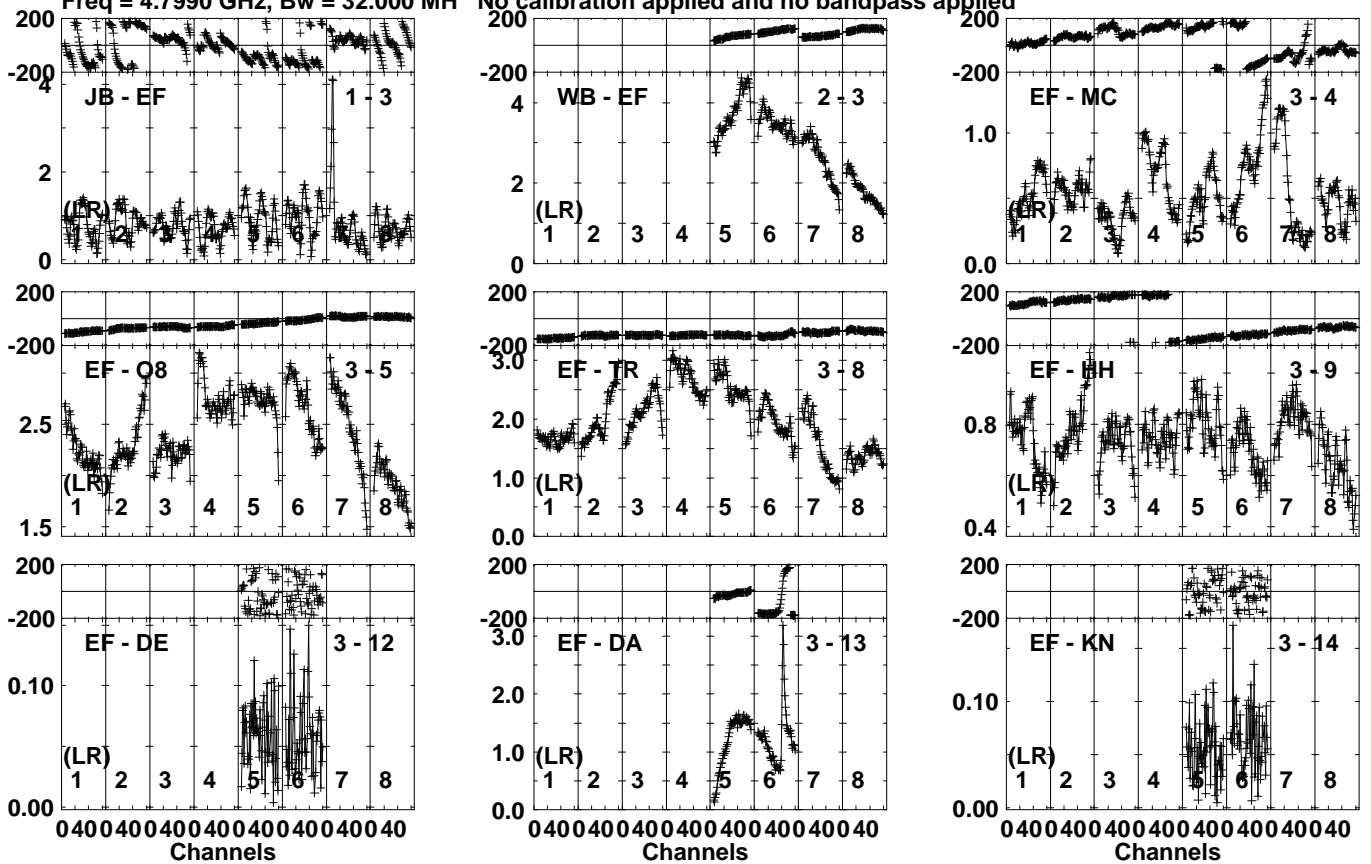 Freq = 4.7990 GHz, Bw = 32.000 MH No calibration applied and no bandpass applied
200
-200
4
2
0
JB - EF
1 - 3
(LR)
1 2 3 4 5 6 7 8
200
-200
4
2
0
WB - EF
2 - 3
(LR)
1 2 3 4 5 6 7 8
200
-200
1.0
0.0
EF - MC
3 - 4
(LR)
1 2 3 4 5 6 7 8
200
-200
2.5
1.5
EF - O8
3 - 5
(LR)
1 2 3 4 5 6 7 8
200
-200
3.0
2.0
1.0
0.0
EF - TR
3 - 8
(LR)
1 2 3 4 5 6 7 8
200
-200
0.8
0.4
EF - HH
3 - 9
(LR)
1 2 3 4 5 6 7 8
200
-200
0.10
0.00
EF - DE
3 - 12
(LR)
1 2 3 4 5 6 7 8
0 40 0 40 0 40 0 40 0 40 0 40 0 40 0 40
Channels
200
-200
3.0
2.0
1.0
0.0
EF - DA
3 - 13
(LR)
1 2 3 4 5 6 7 8
0 40 0 40 0 40 0 40 0 40 0 40 0 40 0 40
Channels
200
-200
0.10
0.00
EF - KN
3 - 14
(LR)
1 2 3 4 5 6 7 8
0 40 0 40 0 40 0 40 0 40 0 40 0 40 0 40
Channels